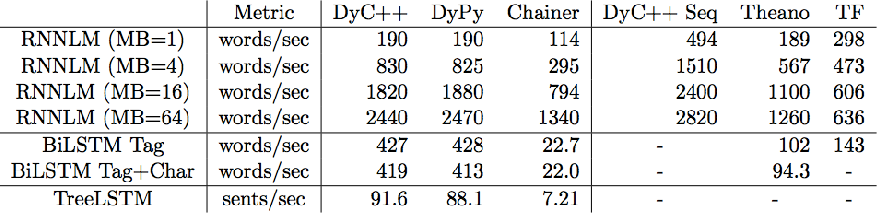 Metric DyC++ DyPy Chainer DyC++ Seq Theano TF
RNNLM (MB=1) words/sec 190 190 114 494 189 298
RNNLM (MB=4) words/sec 830 825 295 1510 567 473
RNNLM (MB=16) words/sec 1820 1880 794 2400 1100 606
RNNLM (MB=64) words/sec 2440 2470 1340 2820 1260 636
BiLSTM Tag words/sec 427 428 22.7 - 102 143
BiLSTM Tag+Char words/sec 419 413 22.0 - 94.3 -
TreeLSTM sents/sec 91.6 88.1 7.21 - - -